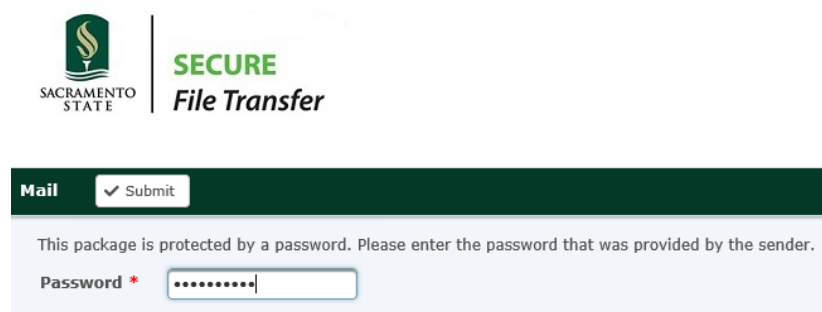 SACRAMENTO
STATE
SECURE
File Transfer
Mail
Submit
This package is protected by a password. Please enter the password that was provided by the sender.
Password * ••••••••••